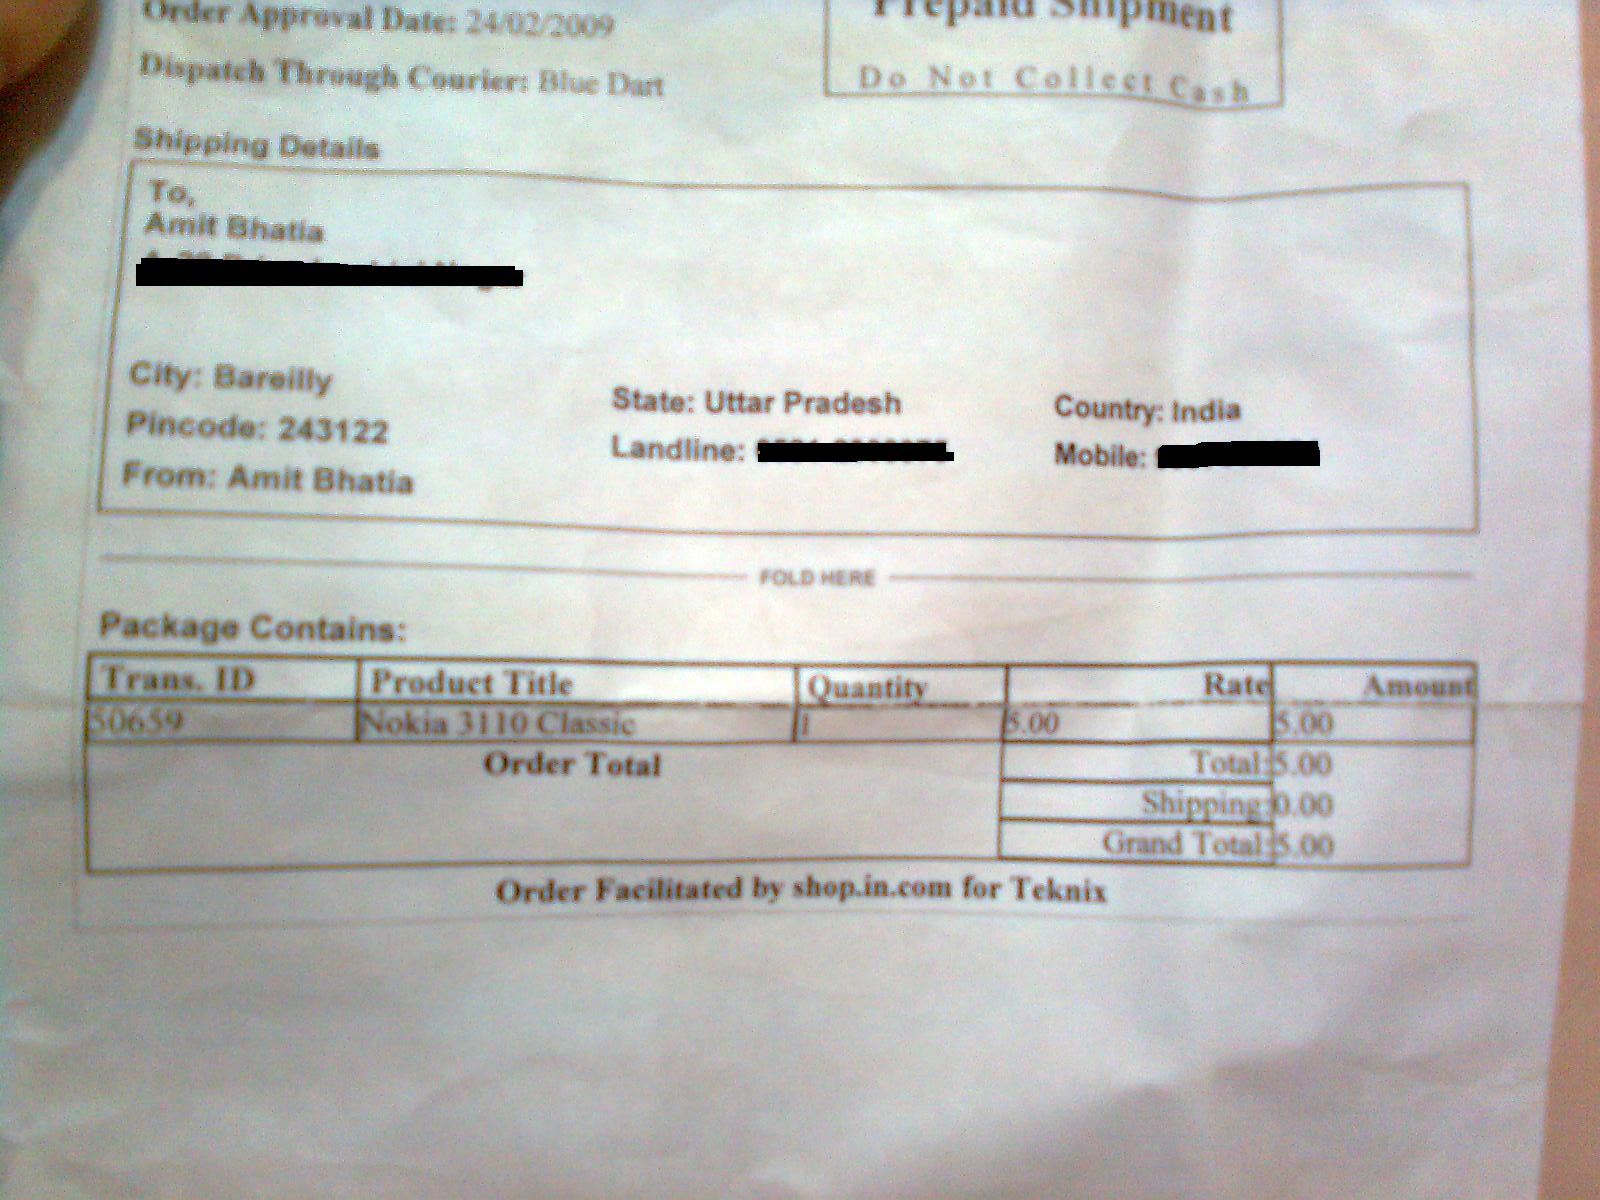 Order Approval Date: 24/02/2009
Prepaid Shipment
Do Not Collect Cash
Dispatch Through Courier: Blue Dart
Shipping Details
To,
Amit Bhatia
City: Bareilly
State: Uttar Pradesh
Country: India
Pincode: 243122
Landline:
Mobile:
From: Amit Bhatia
FOLD HERE
Package Contains:
Trans. ID Product Title Quantity Rate Amount
50659 Nokia 3110 Classic 1 5.00 5.00
Order Total Total: 5.00
Shipping: 0.00
Grand Total: 5.00
Order Facilitated by shop.in.com for Teknix